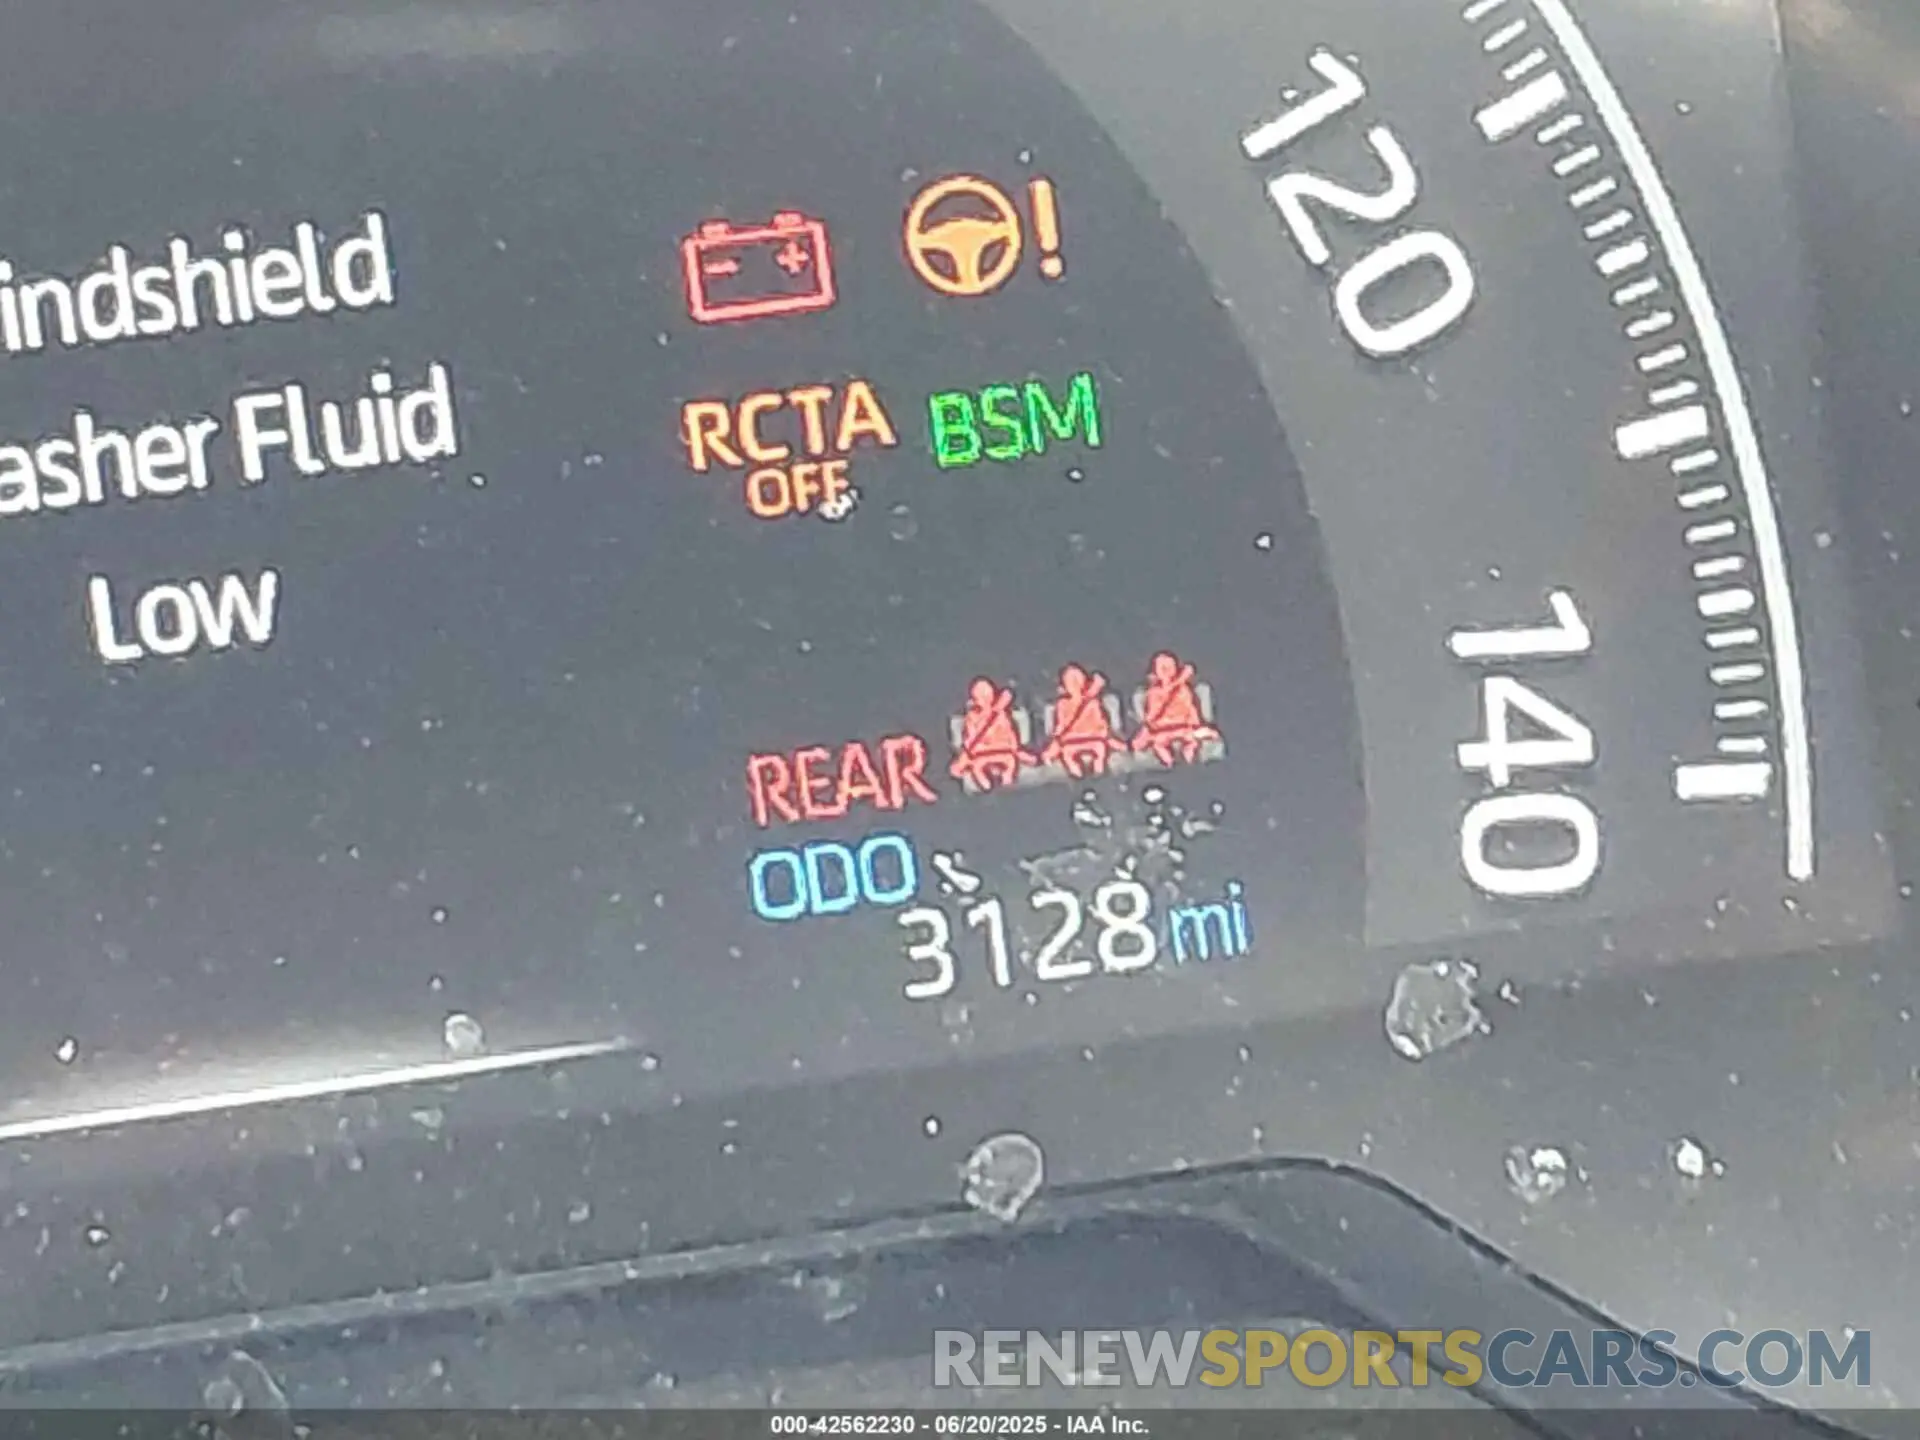 indshield
asher Fluid
Low
RCTA
OFF
BSM
REAR
ODO
3128 mi
120
140
RENEWSPORTSCARS.COM
000-42562230 - 06/20/2025 - IAA Inc.